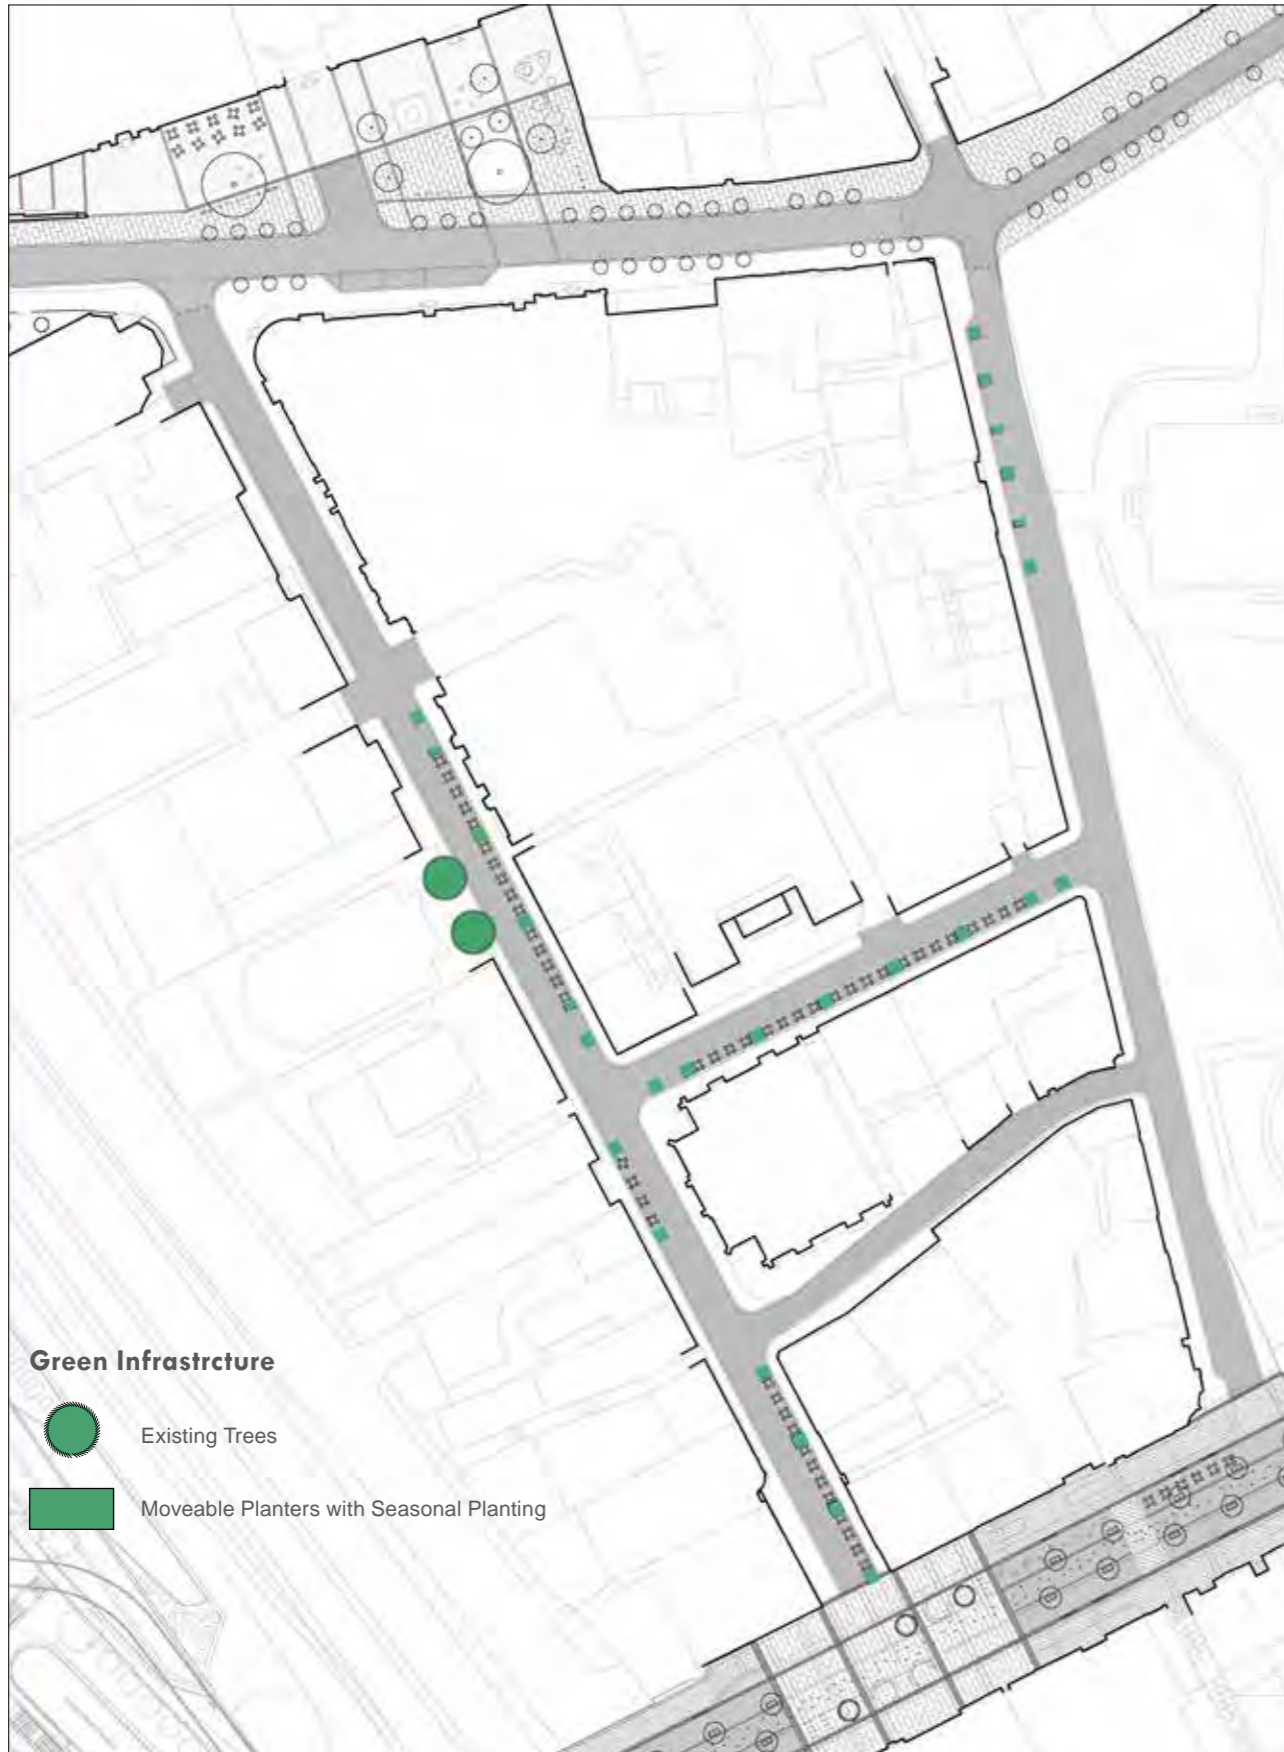 Green Infrastrcture
Existing Trees
Moveable Planters with Seasonal Planting